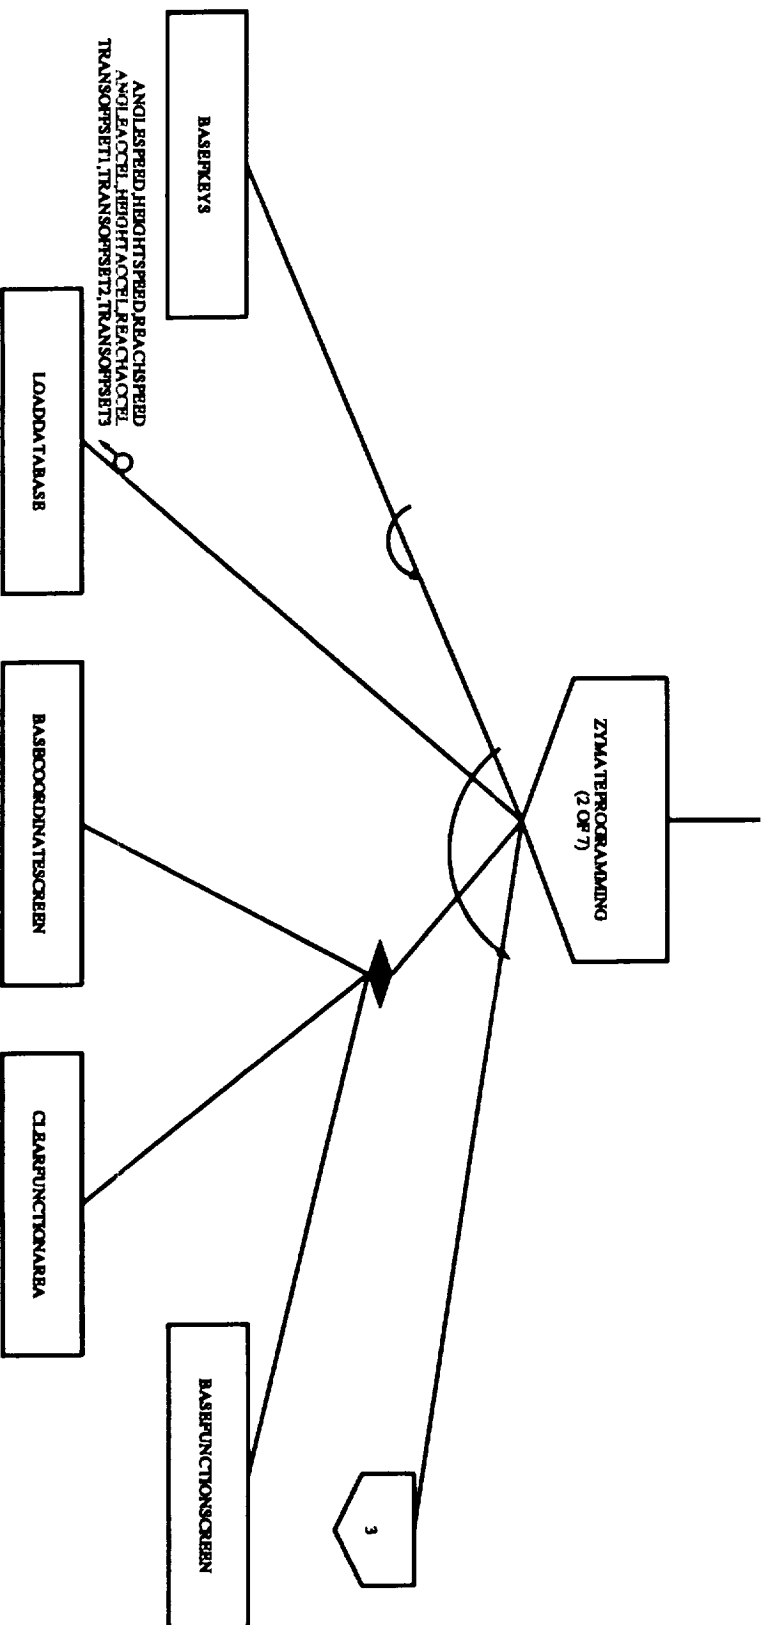 ZYMATEPROGRAMMING
(2 OF 7)
BASEFKEYS
ANGLESPEED,HEIGHTSPEED,REACHSPEED
ANGLEACCEL,HEIGHTACCEL,REACHACCEL
TRANSOFFSET1,TRANSOFFSET2,TRANSOFFSET3
LOADDATABASE
BASECOORDINATESCREEN
CLEARFUNCTIONAREA
BASEFUNCTIONSCREEN
3